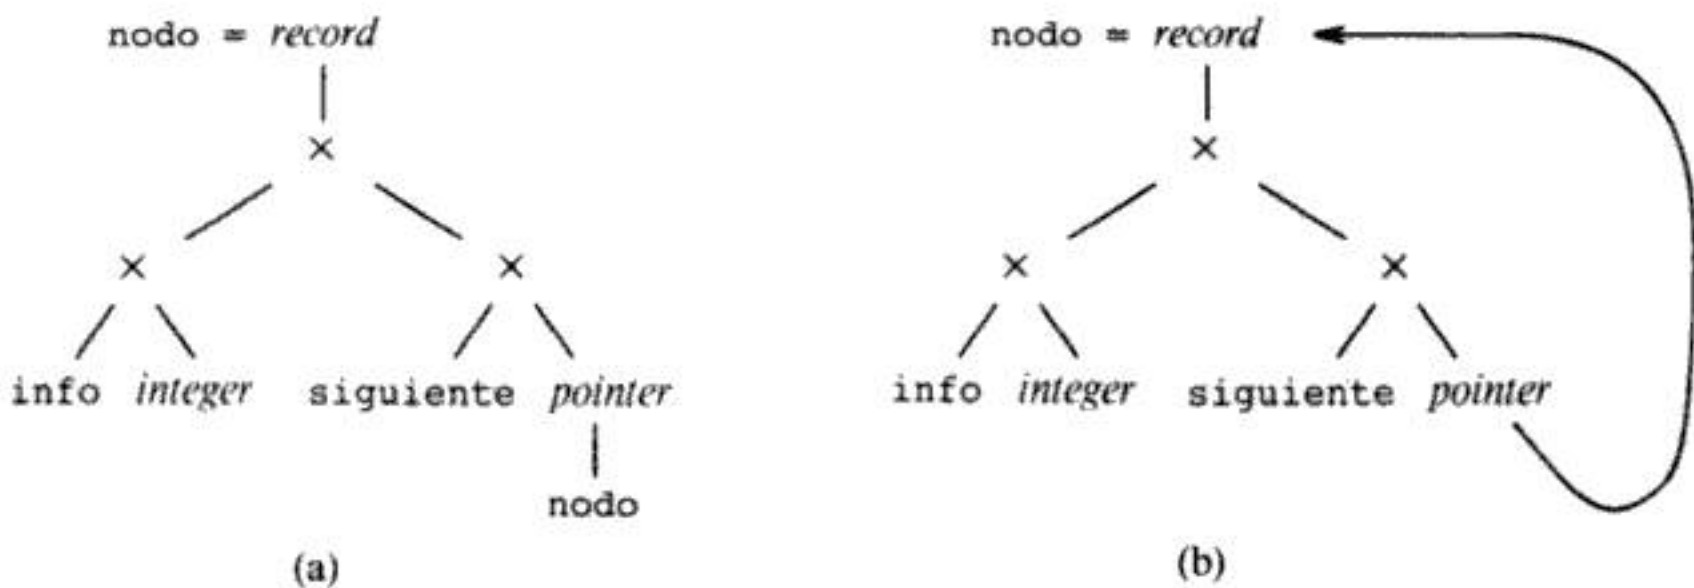 nodo = record nodo = record
× ×
× × × ×
info integer siguiente pointer info integer siguiente pointer
nodo
(a) (b)